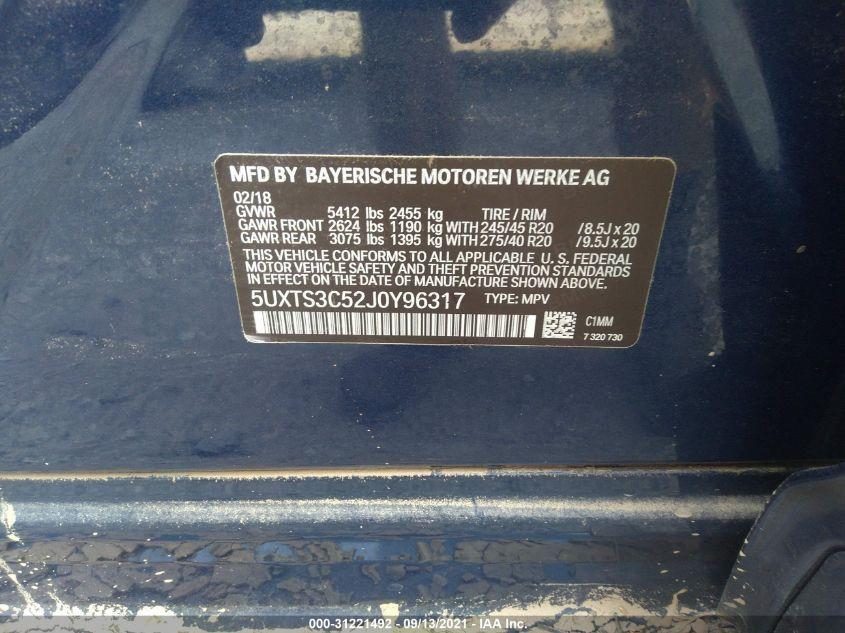 MFD BY BAYERISCHE MOTOREN WERKE AG
02/18
GVWR 5412 lbs 2455 kg TIRE / RIM
GAWR FRONT 2624 lbs 1190 kg WITH 245/45 R20 /8.5J x 20
GAWR REAR 3075 lbs 1395 kg WITH 275/40 R20 /9.5J x 20
THIS VEHICLE CONFORMS TO ALL APPLICABLE U. S. FEDERAL
MOTOR VEHICLE SAFETY AND THEFT PREVENTION STANDARDS
IN EFFECT ON THE DATE OF MANUFACTURE SHOWN ABOVE.
5UXTS3C52J0Y96317 TYPE: MPV
C1MM
7 320 730
000-31221492 - 09/13/2021 - IAA Inc.